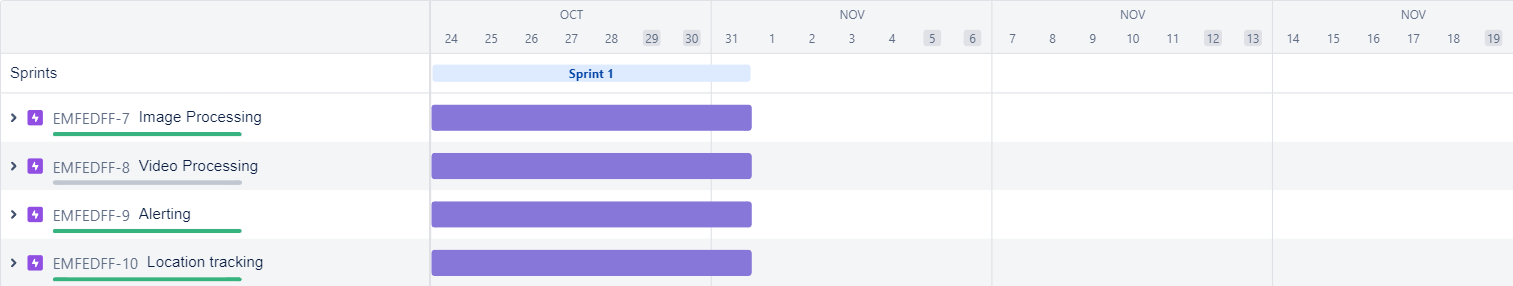 OCT NOV NOV NOV
24 25 26 27 28 29 30 31 1 2 3 4 5 6 7 8 9 10 11 12 13 14 15 16 17 18 19
Sprints Sprint 1
EMFEDFF-7 Image Processing
EMFEDFF-8 Video Processing
EMFEDFF-9 Alerting
EMFEDFF-10 Location tracking